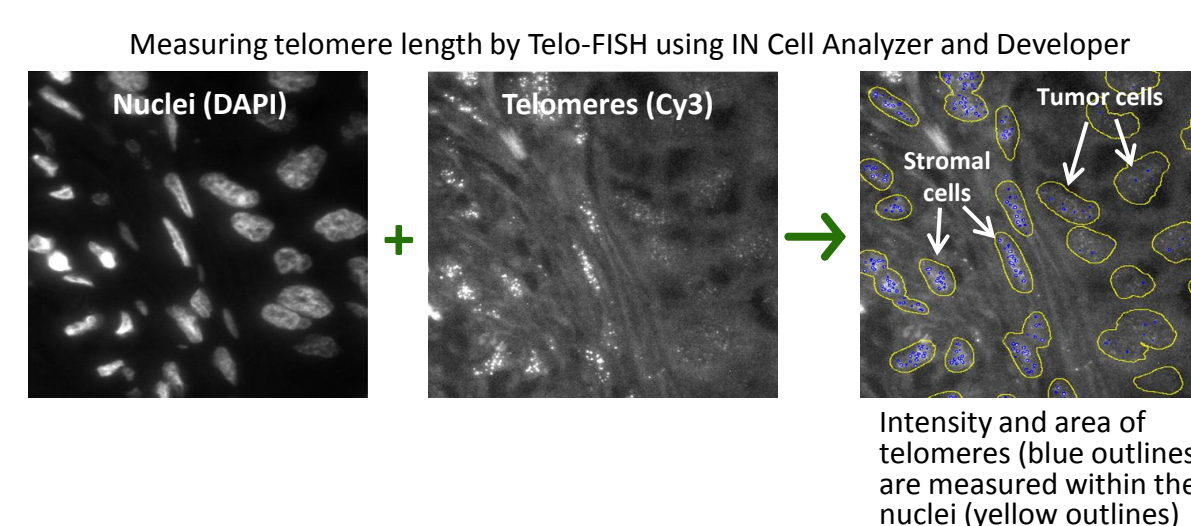 Measuring telomere length by Telo-FISH using IN Cell Analyzer and Developer
Nuclei (DAPI)
+
Telomeres (Cy3)
Tumor cells
Stromal
cells
Intensity and area of
telomeres (blue outlines
are measured within the
nuclei (yellow outlines)